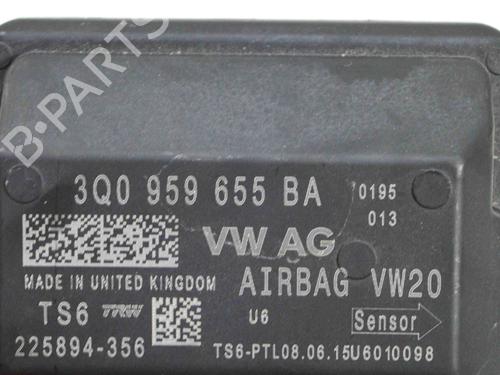 B-PARTS
3Q0 959 655 BA
0195
013
VW AG
MADE IN UNITED KINGDOM
AIRBAG VW20
TS6 TRW
U6
Sensor
225894-356
TS6-PTL08.06.15U6010098